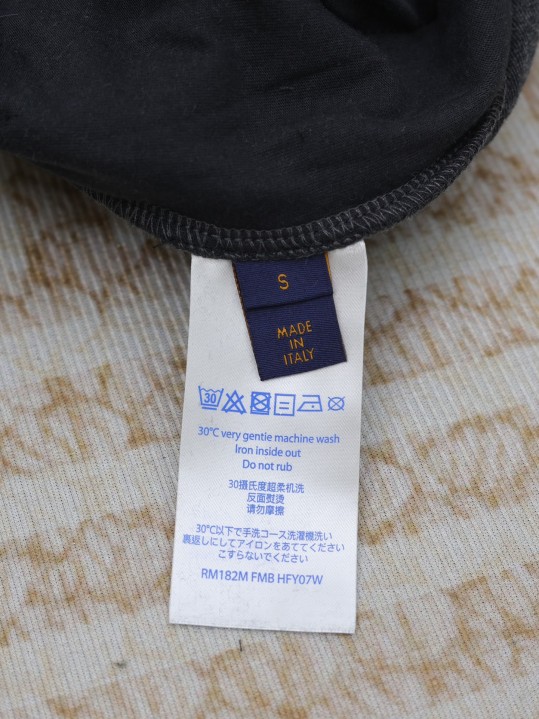 S
MADE
IN
ITALY
30
30℃ very gentie machine wash
Iron inside out
Do not rub
30摄氏度超柔机洗
反面熨烫
请勿摩擦
30℃以下で手洗コース洗濯機洗い
裏返しにしてアイロンをあててください
こすらないでください
RM182M FMB HFY07W